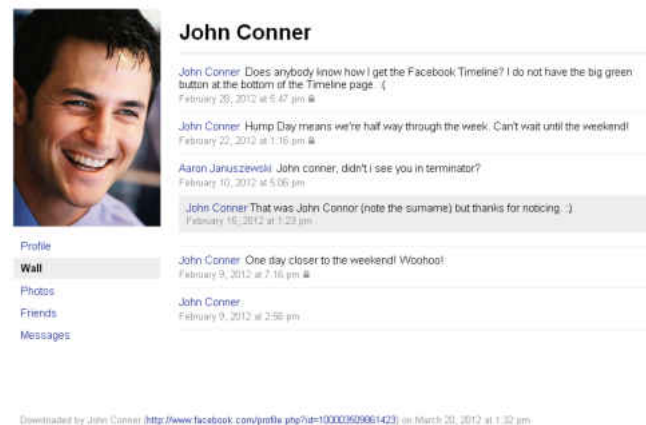 John Conner
John Conner Does anybody know how I get the Facebook Timeline? I do not have the big green
button at the bottom of the Timeline page. :(
February 28, 2012 at 5:47 pm
John Conner Hump Day means we're half way through the week. Can't wait until the weekend!
February 22, 2012 at 1:16 pm
Aaron Januszewski John conner, didn't i see you in terminator?
February 10, 2012 at 5:06 pm
John Conner That was John Connor (note the surname) but thanks for noticing. :)
February 16, 2012 at 1:23 pm
John Conner One day closer to the weekend! Woohoo!
February 9, 2012 at 7:16 pm
John Conner
February 9, 2012 at 2:58 pm
Profile
Wall
Photos
Friends
Messages
Downloaded by John Conner (http://www.facebook.com/profile.php?id=100003509861423) on March 20, 2012 at 1:32 pm